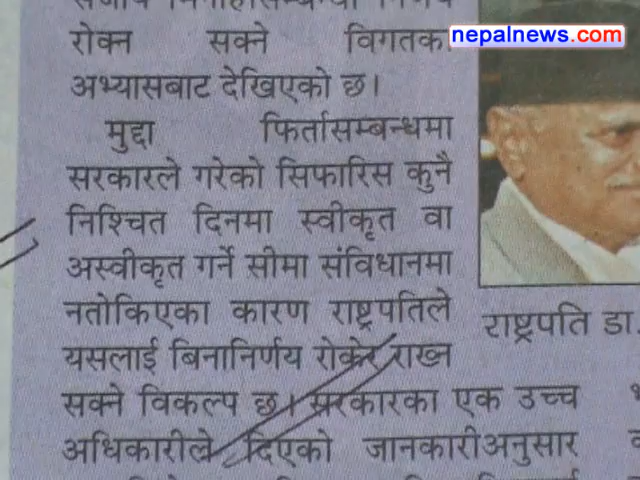 रोक्न सक्ने विगतका
अभ्यासबाट देखिएको छ।
मुद्दा फिर्तासम्बन्धमा
सरकारले गरेको सिफारिस कुनै
निश्चित दिनमा स्वीकृत वा
अस्वीकृत गर्ने सीमा संविधानमा
नतोकिएका कारण राष्ट्रपतिले
यसलाई बिनानिर्णय रोकेर राख्न
सक्ने विकल्प छ। सरकारका एक उच्च
अधिकारीले दिएको जानकारीअनुसार
nepalnews.com
राष्ट्रपति डा.